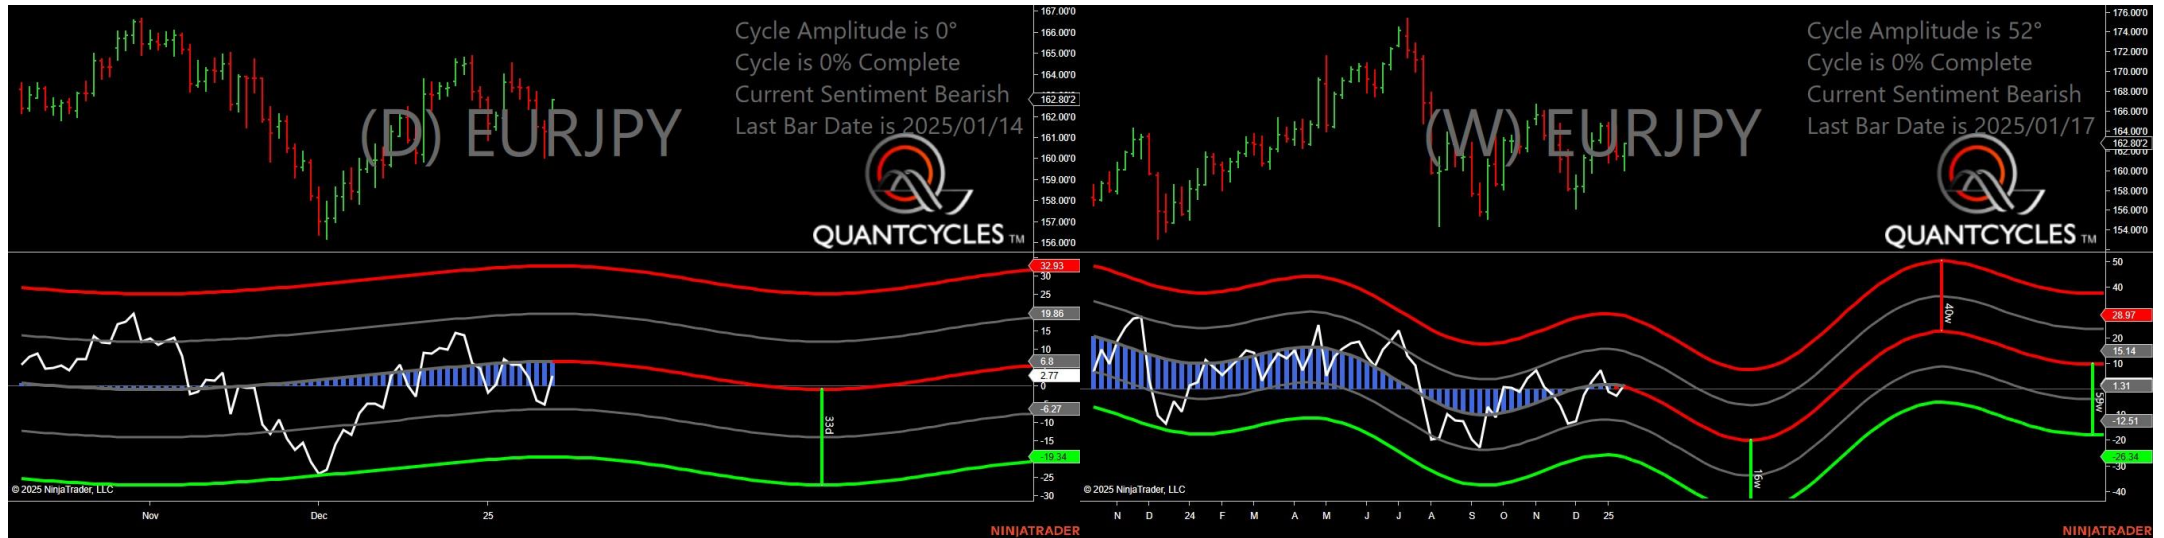 Cycle Amplitude is 0°
Cycle is 0% Complete
Current Sentiment Bearish
Last Bar Date is 2025/01/14
(D) EURJPY
QUANTCYCLES TM
167.00'0
166.00'0
165.00'0
164.00'0
162.80'2
161.00'0
160.00'0
159.00'0
158.00'0
157.00'0
156.00'0
32.93
30
25
19.86
15
10
6.8
2.77
0
-6.27
-10
-15
-19.34
-25
-30
33d
© 2025 NinjaTrader, LLC
Nov
Dec
25
NINJATRADER
Cycle Amplitude is 52°
Cycle is 0% Complete
Current Sentiment Bearish
Last Bar Date is 2025/01/17
(W) EURJPY
QUANTCYCLES TM
176.00'0
174.00'0
172.00'0
170.00'0
168.00'0
166.00'0
164.00'0
162.80'2
162.00'0
160.00'0
158.00'0
156.00'0
154.00'0
50
40
28.97
20
15.14
10
1.31
-10
-12.51
-20
-26.34
-30
-40
40w
59w
16w
© 2025 NinjaTrader, LLC
N
D
24
F
M
A
M
J
J
A
S
O
N
D
25
NINJATRADER